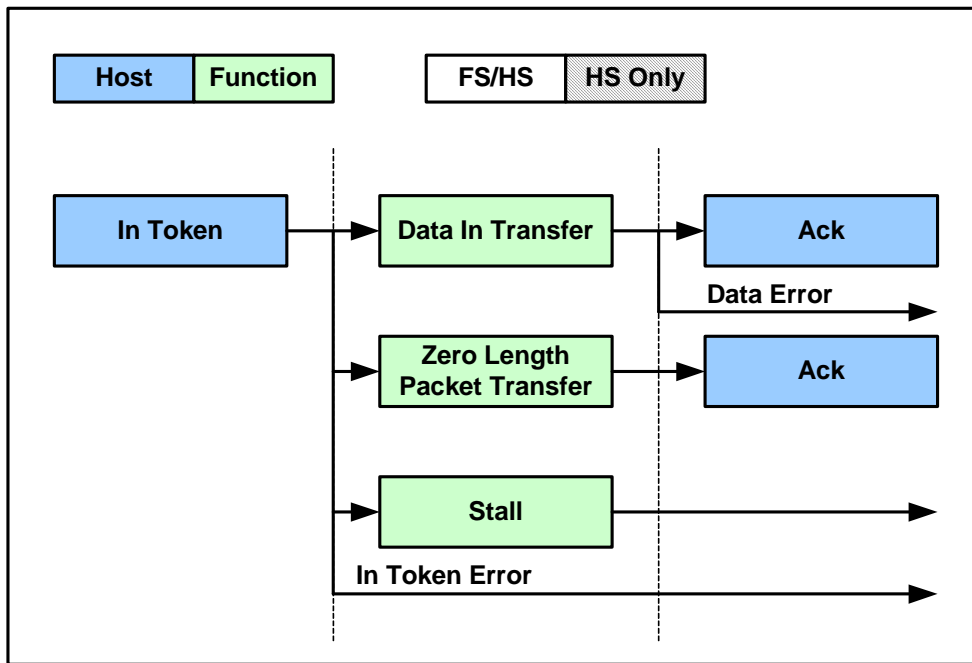 Host
Function
FS/HS
HS Only
In Token
Data In Transfer
Ack
Data Error
Zero Length
Packet Transfer
Ack
Stall
In Token Error